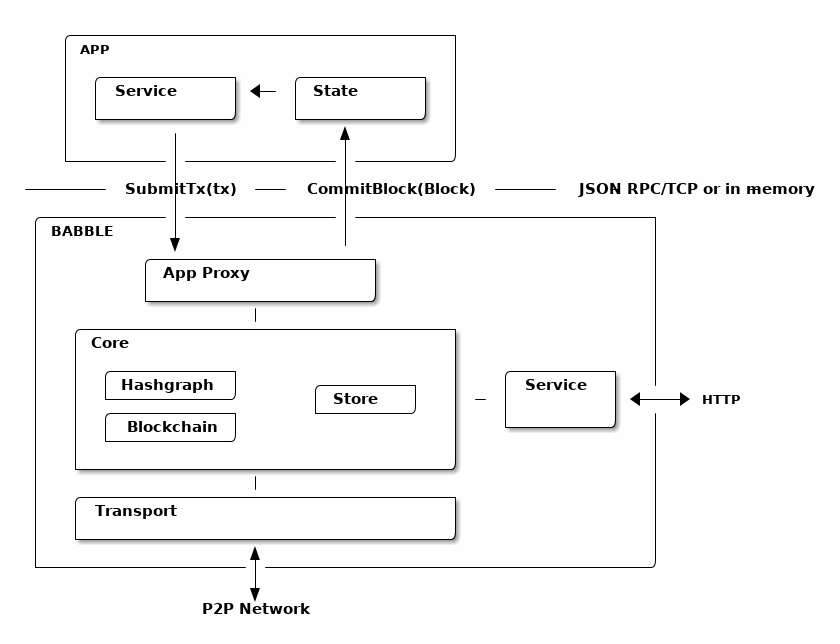 APP
Service
State
SubmitTx(tx)
CommitBlock(Block)
JSON RPC/TCP or in memory
BABBLE
App Proxy
Core
Hashgraph
Store
Service
HTTP
Blockchain
Transport
P2P Network